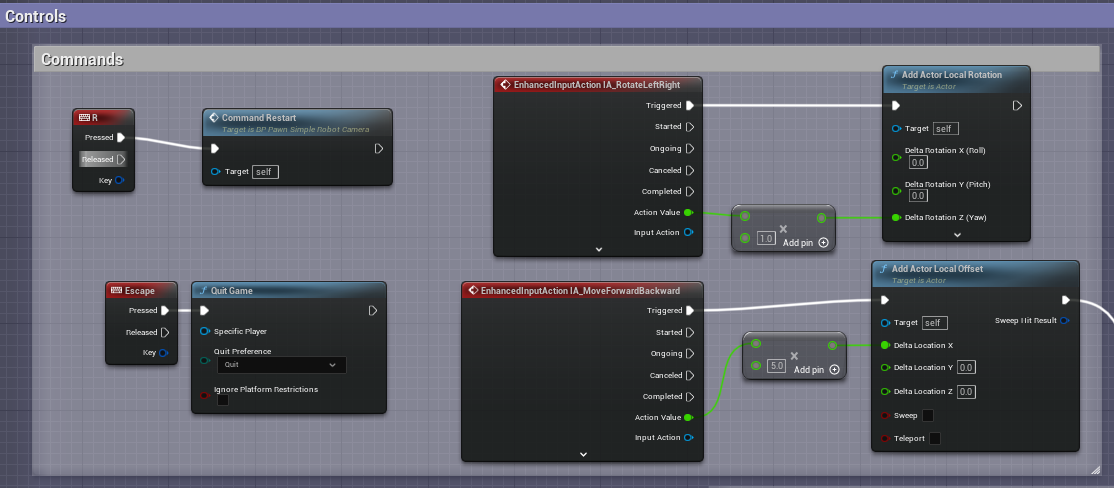 Controls
Commands
R
Pressed
Released
Key
Command Restart
Target is BP Pawn Simple Robot Camera
Target self
EnhancedInputAction IA_RotateLeftRight
Triggered
Started
Ongoing
Canceled
Completed
Action Value
Input Action
1.0
Add pin
Add Actor Local Rotation
Target is Actor
Target self
Delta Rotation X (Roll)
0.0
Delta Rotation Y (Pitch)
0.0
Delta Rotation Z (Yaw)
Escape
Pressed
Released
Key
Quit Game
Specific Player
Quit Preference
Quit
Ignore Platform Restrictions
EnhancedInputAction IA_MoveForwardBackward
Triggered
Started
Ongoing
Canceled
Completed
Action Value
Input Action
5.0
Add pin
Add Actor Local Offset
Target is Actor
Target self
Sweep Hit Result
Delta Location X
Delta Location Y 0.0
Delta Location Z 0.0
Sweep
Teleport